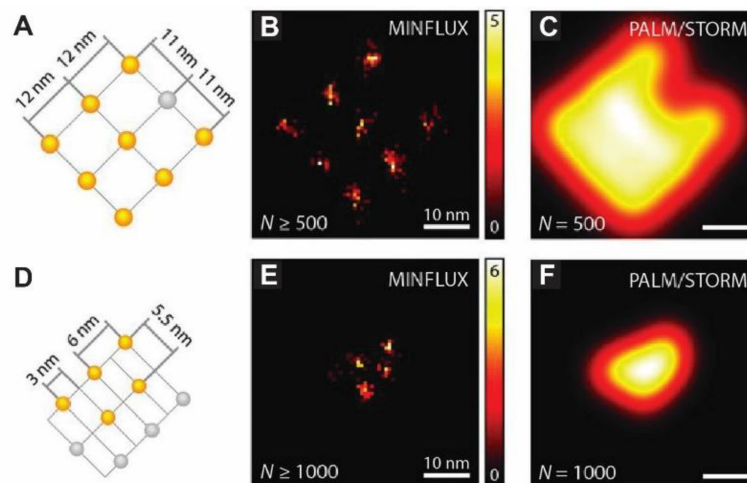 A
12 nm
12 nm
11 nm
11 nm
B
MINFLUX
N ≥ 500
10 nm
5
0
C
PALM/STORM
N = 500
D
3 nm
6 nm
5.5 nm
E
MINFLUX
N ≥ 1000
10 nm
6
0
F
PALM/STORM
N = 1000